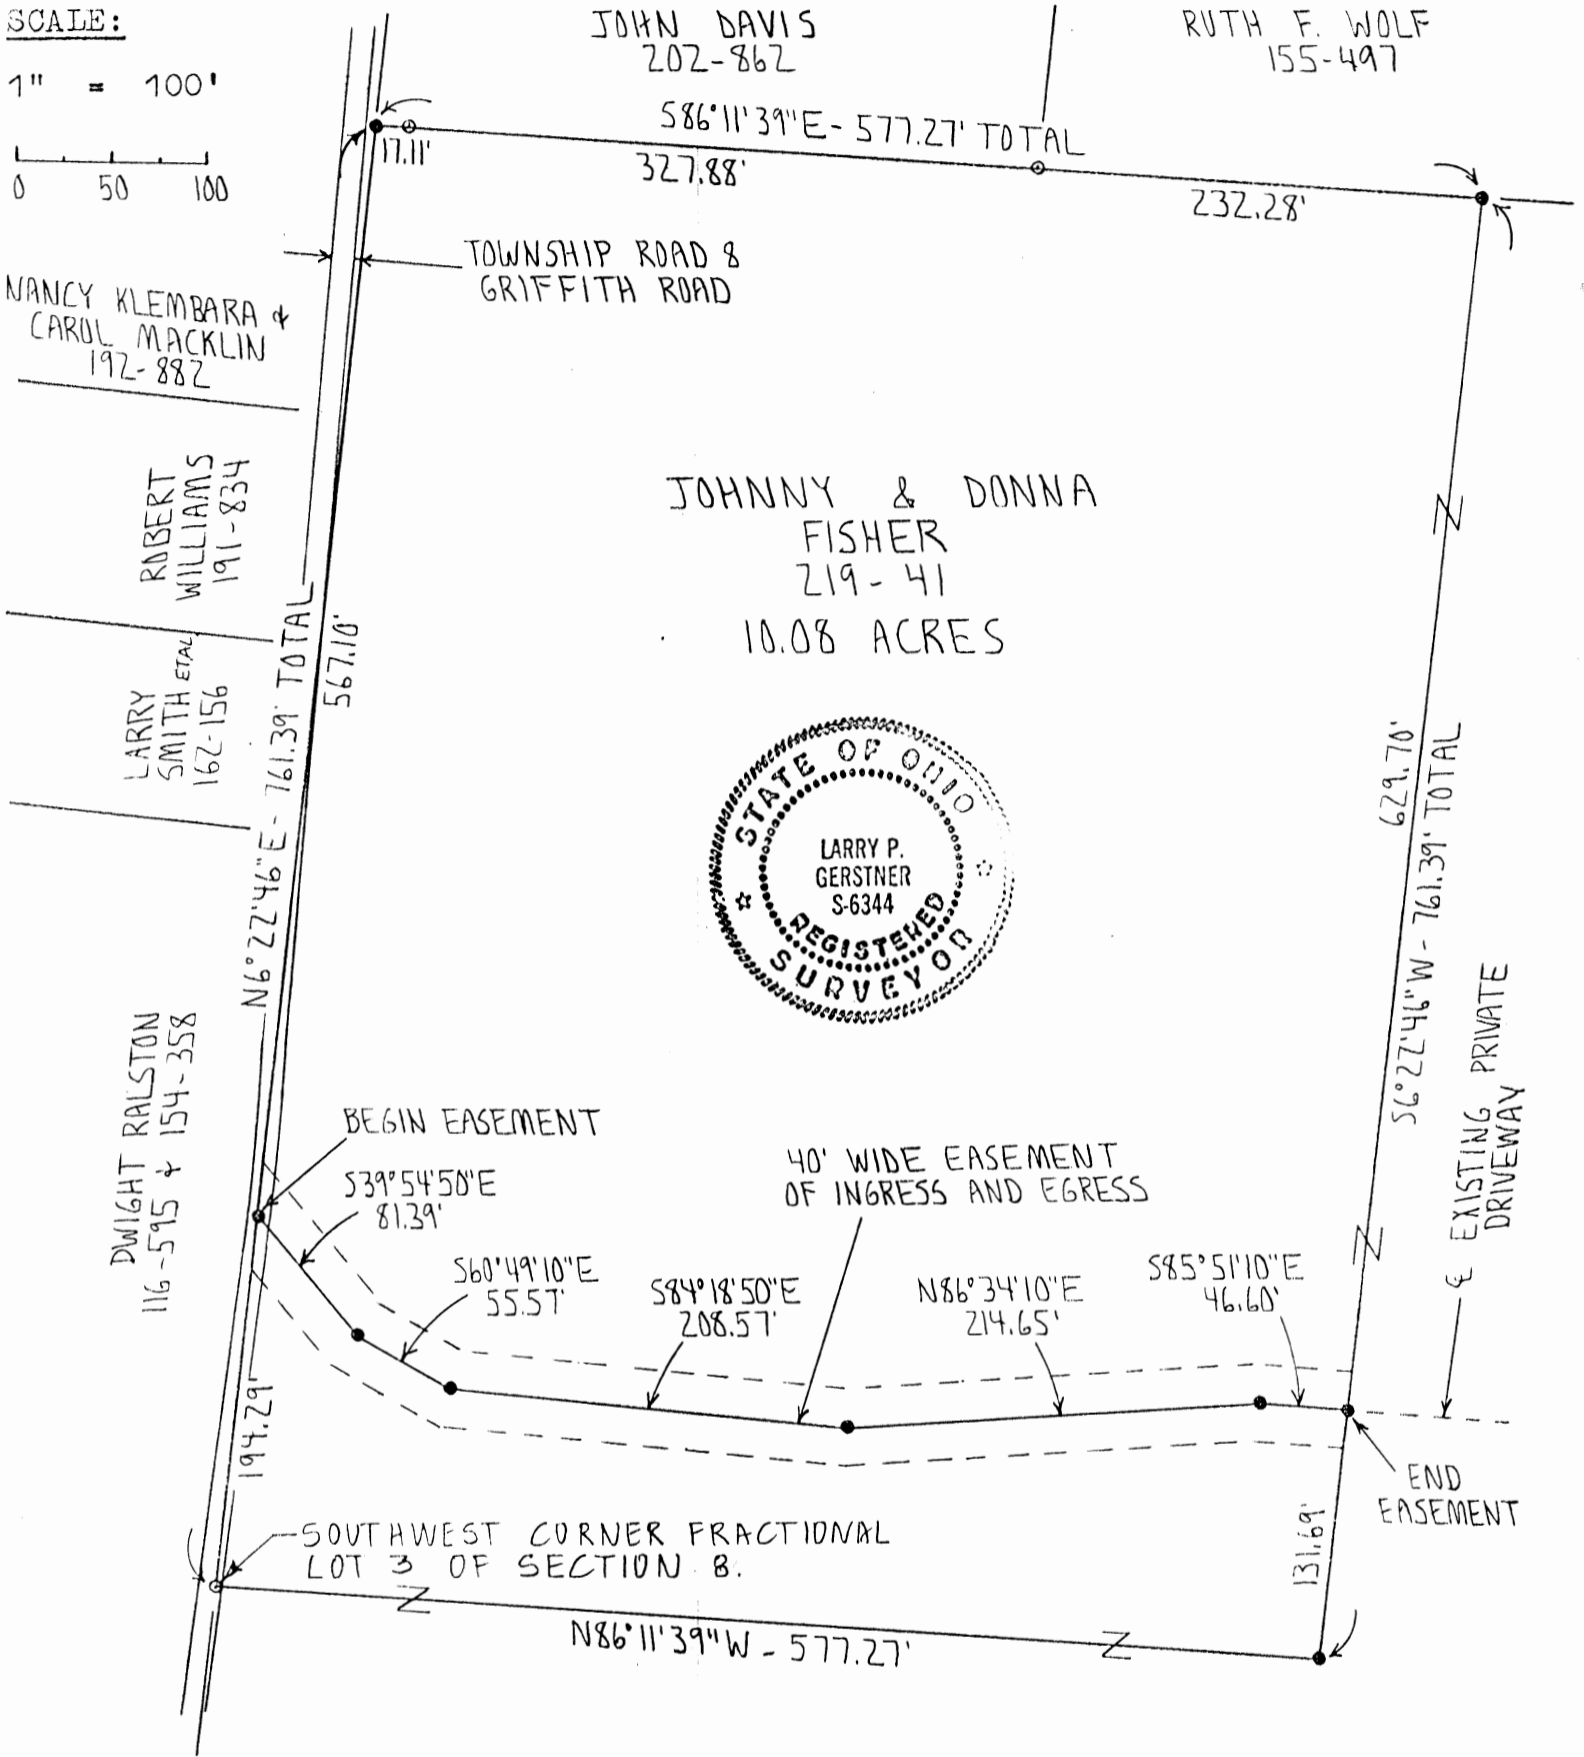 SCALE:
1" = 100'
0 50 100
JOHN DAVIS
202-862
RUTH F. WOLF
155-497
S86°11'39"E - 577.27' TOTAL
17.11'
327.88'
232.28'
TOWNSHIP ROAD 8
GRIFFITH ROAD
NANCY KLEMBARA &
CAROL MACKLIN
192-882
ROBERT
WILLIAMS
191-834
LARRY
SMITH ETAL
162-156
DWIGHT RALSTON
116-595 & 154-358
N6°22'46"E - 761.39' TOTAL
567.10'
JOHNNY & DONNA
FISHER
219-41
10.08 ACRES
STATE OF OHIO
LARRY P.
GERSTNER
S-6344
REGISTERED
SURVEYOR
629.70'
S6°22'46"W - 761.39' TOTAL
℄ EXISTING PRIVATE
DRIVEWAY
BEGIN EASEMENT
S39°54'50"E
81.39'
40' WIDE EASEMENT
OF INGRESS AND EGRESS
S60°49'10"E
55.57'
S84°18'50"E
208.57'
N86°34'10"E
214.65'
S85°51'10"E
46.60'
194.29'
END
EASEMENT
131.69'
SOUTHWEST CORNER FRACTIONAL
LOT 3 OF SECTION 8.
N86°11'39"W - 577.27'